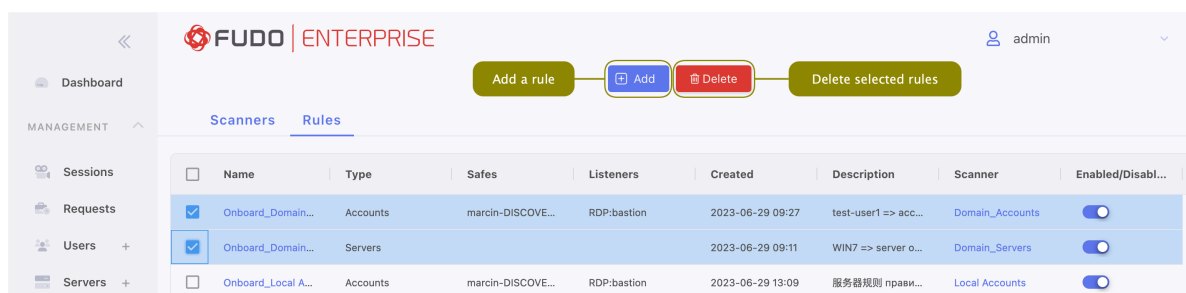 FUDO ENTERPRISE
admin
Add a rule
Add
Delete
Delete selected rules
Dashboard
MANAGEMENT
Scanners Rules
Sessions
Requests
Users +
Servers +
Name Type Safes Listeners Created Description Scanner Enabled/Disabl...
Onboard_Domain... Accounts marcin-DISCOVE... RDP:bastion 2023-06-29 09:27 test-user1 => acc... Domain_Accounts
Onboard_Domain... Servers 2023-06-29 09:11 WIN7 => server o... Domain_Servers
Onboard_Local A... Accounts marcin-DISCOVE... RDP:bastion 2023-06-29 13:09 服务器规则 прави... Local Accounts